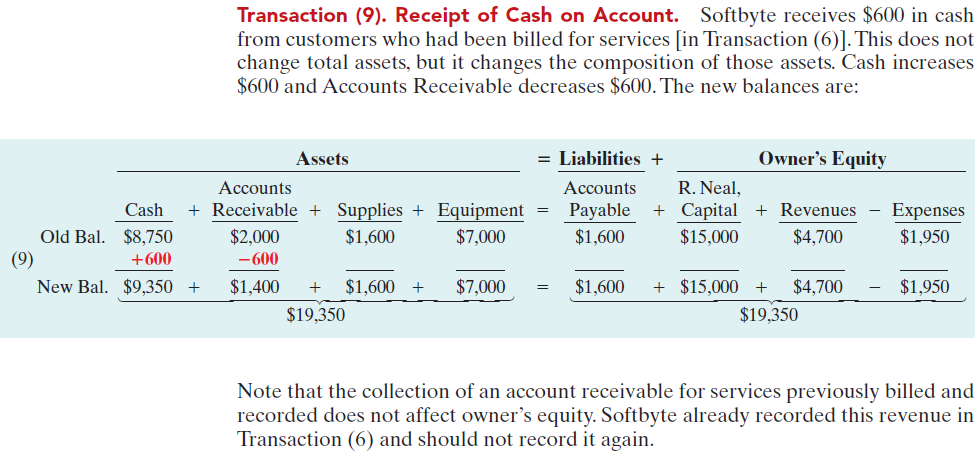 Transaction (9). Receipt of Cash on Account. Softbyte receives $600 in cash
from customers who had been billed for services [in Transaction (6)]. This does not
change total assets, but it changes the composition of those assets. Cash increases
$600 and Accounts Receivable decreases $600. The new balances are:
Assets = Liabilities + Owner's Equity
Accounts Accounts R. Neal,
Cash + Receivable + Supplies + Equipment = Payable + Capital + Revenues − Expenses
Old Bal. $8,750 $2,000 $1,600 $7,000 $1,600 $15,000 $4,700 $1,950
(9) +600 −600
New Bal. $9,350 + $1,400 + $1,600 + $7,000 = $1,600 + $15,000 + $4,700 − $1,950
$19,350 $19,350
Note that the collection of an account receivable for services previously billed and
recorded does not affect owner's equity. Softbyte already recorded this revenue in
Transaction (6) and should not record it again.